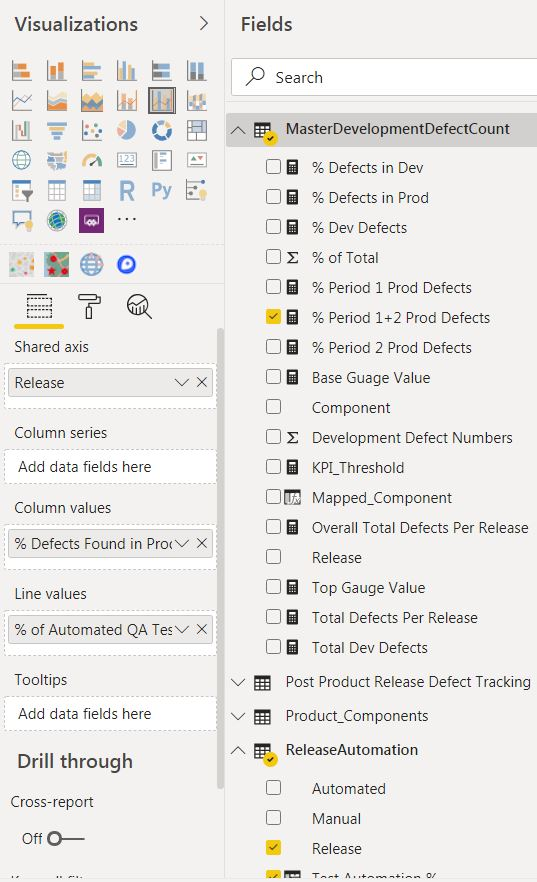 Visualizations
Fields
Search
123
R
Py
Shared axis
Release
Column series
Add data fields here
Column values
% Defects Found in Proc
Line values
% of Automated QA Tes
Tooltips
Add data fields here
Drill through
Cross-report
Off
MasterDevelopmentDefectCount
% Defects in Dev
% Defects in Prod
% Dev Defects
% of Total
% Period 1 Prod Defects
% Period 1+2 Prod Defects
% Period 2 Prod Defects
Base Guage Value
Component
Development Defect Numbers
KPI_Threshold
Mapped_Component
Overall Total Defects Per Release
Release
Top Gauge Value
Total Defects Per Release
Total Dev Defects
Post Product Release Defect Tracking
Product_Components
ReleaseAutomation
Automated
Manual
Release
Test Automation %